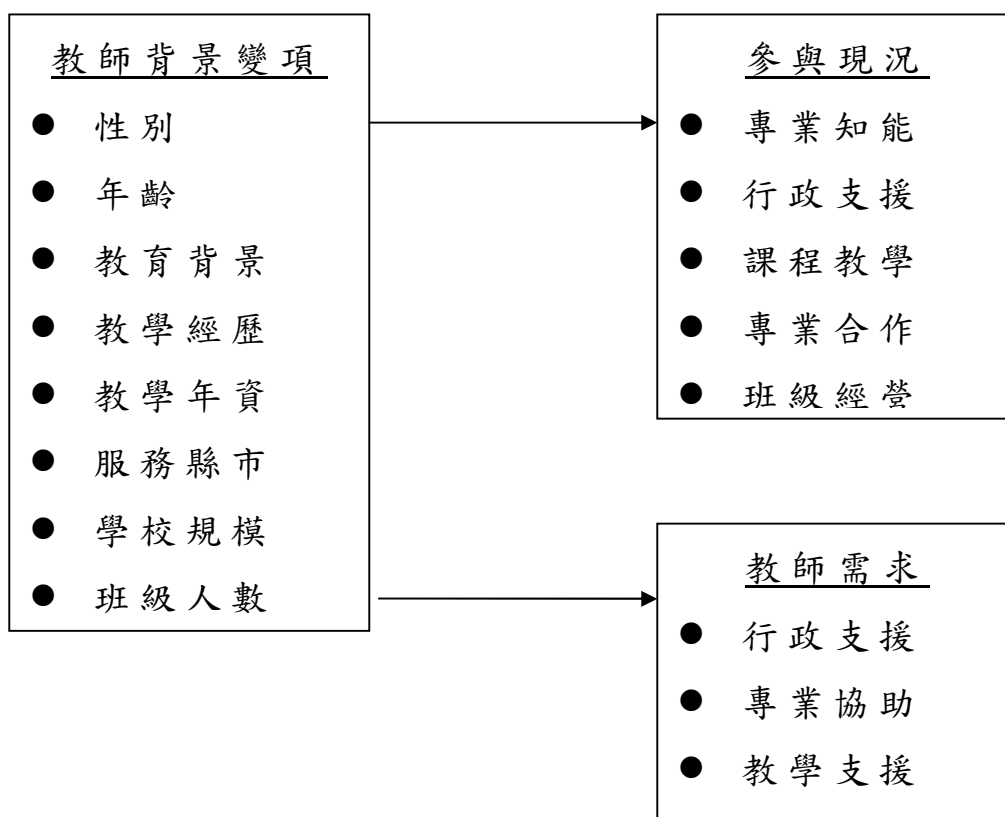 教師背景變項
● 性別
● 年齡
● 教育背景
● 教學經歷
● 教學年資
● 服務縣市
● 學校規模
● 班級人數
參與現況
● 專業知能
● 行政支援
● 課程教學
● 專業合作
● 班級經營
教師需求
● 行政支援
● 專業協助
● 教學支援